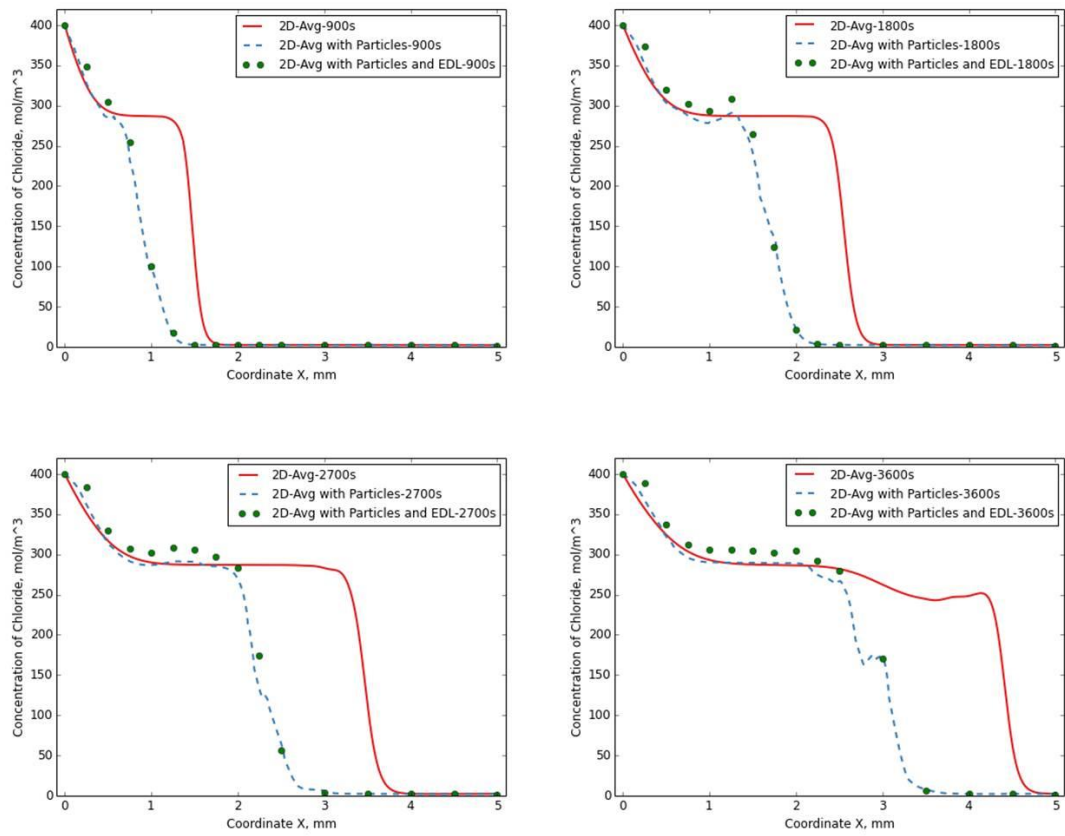 400
350
300
250
200
150
100
50
0
Concentration of Chloride, mol/m^3
2D-Avg-900s
2D-Avg with Particles-900s
2D-Avg with Particles and EDL-900s
0 1 2 3 4 5
Coordinate X, mm
400
350
300
250
200
150
100
50
0
Concentration of Chloride, mol/m^3
2D-Avg-1800s
2D-Avg with Particles-1800s
2D-Avg with Particles and EDL-1800s
0 1 2 3 4 5
Coordinate X, mm
400
350
300
250
200
150
100
50
0
Concentration of Chloride, mol/m^3
2D-Avg-2700s
2D-Avg with Particles-2700s
2D-Avg with Particles and EDL-2700s
0 1 2 3 4 5
Coordinate X, mm
400
350
300
250
200
150
100
50
0
Concentration of Chloride, mol/m^3
2D-Avg-3600s
2D-Avg with Particles-3600s
2D-Avg with Particles and EDL-3600s
0 1 2 3 4 5
Coordinate X, mm